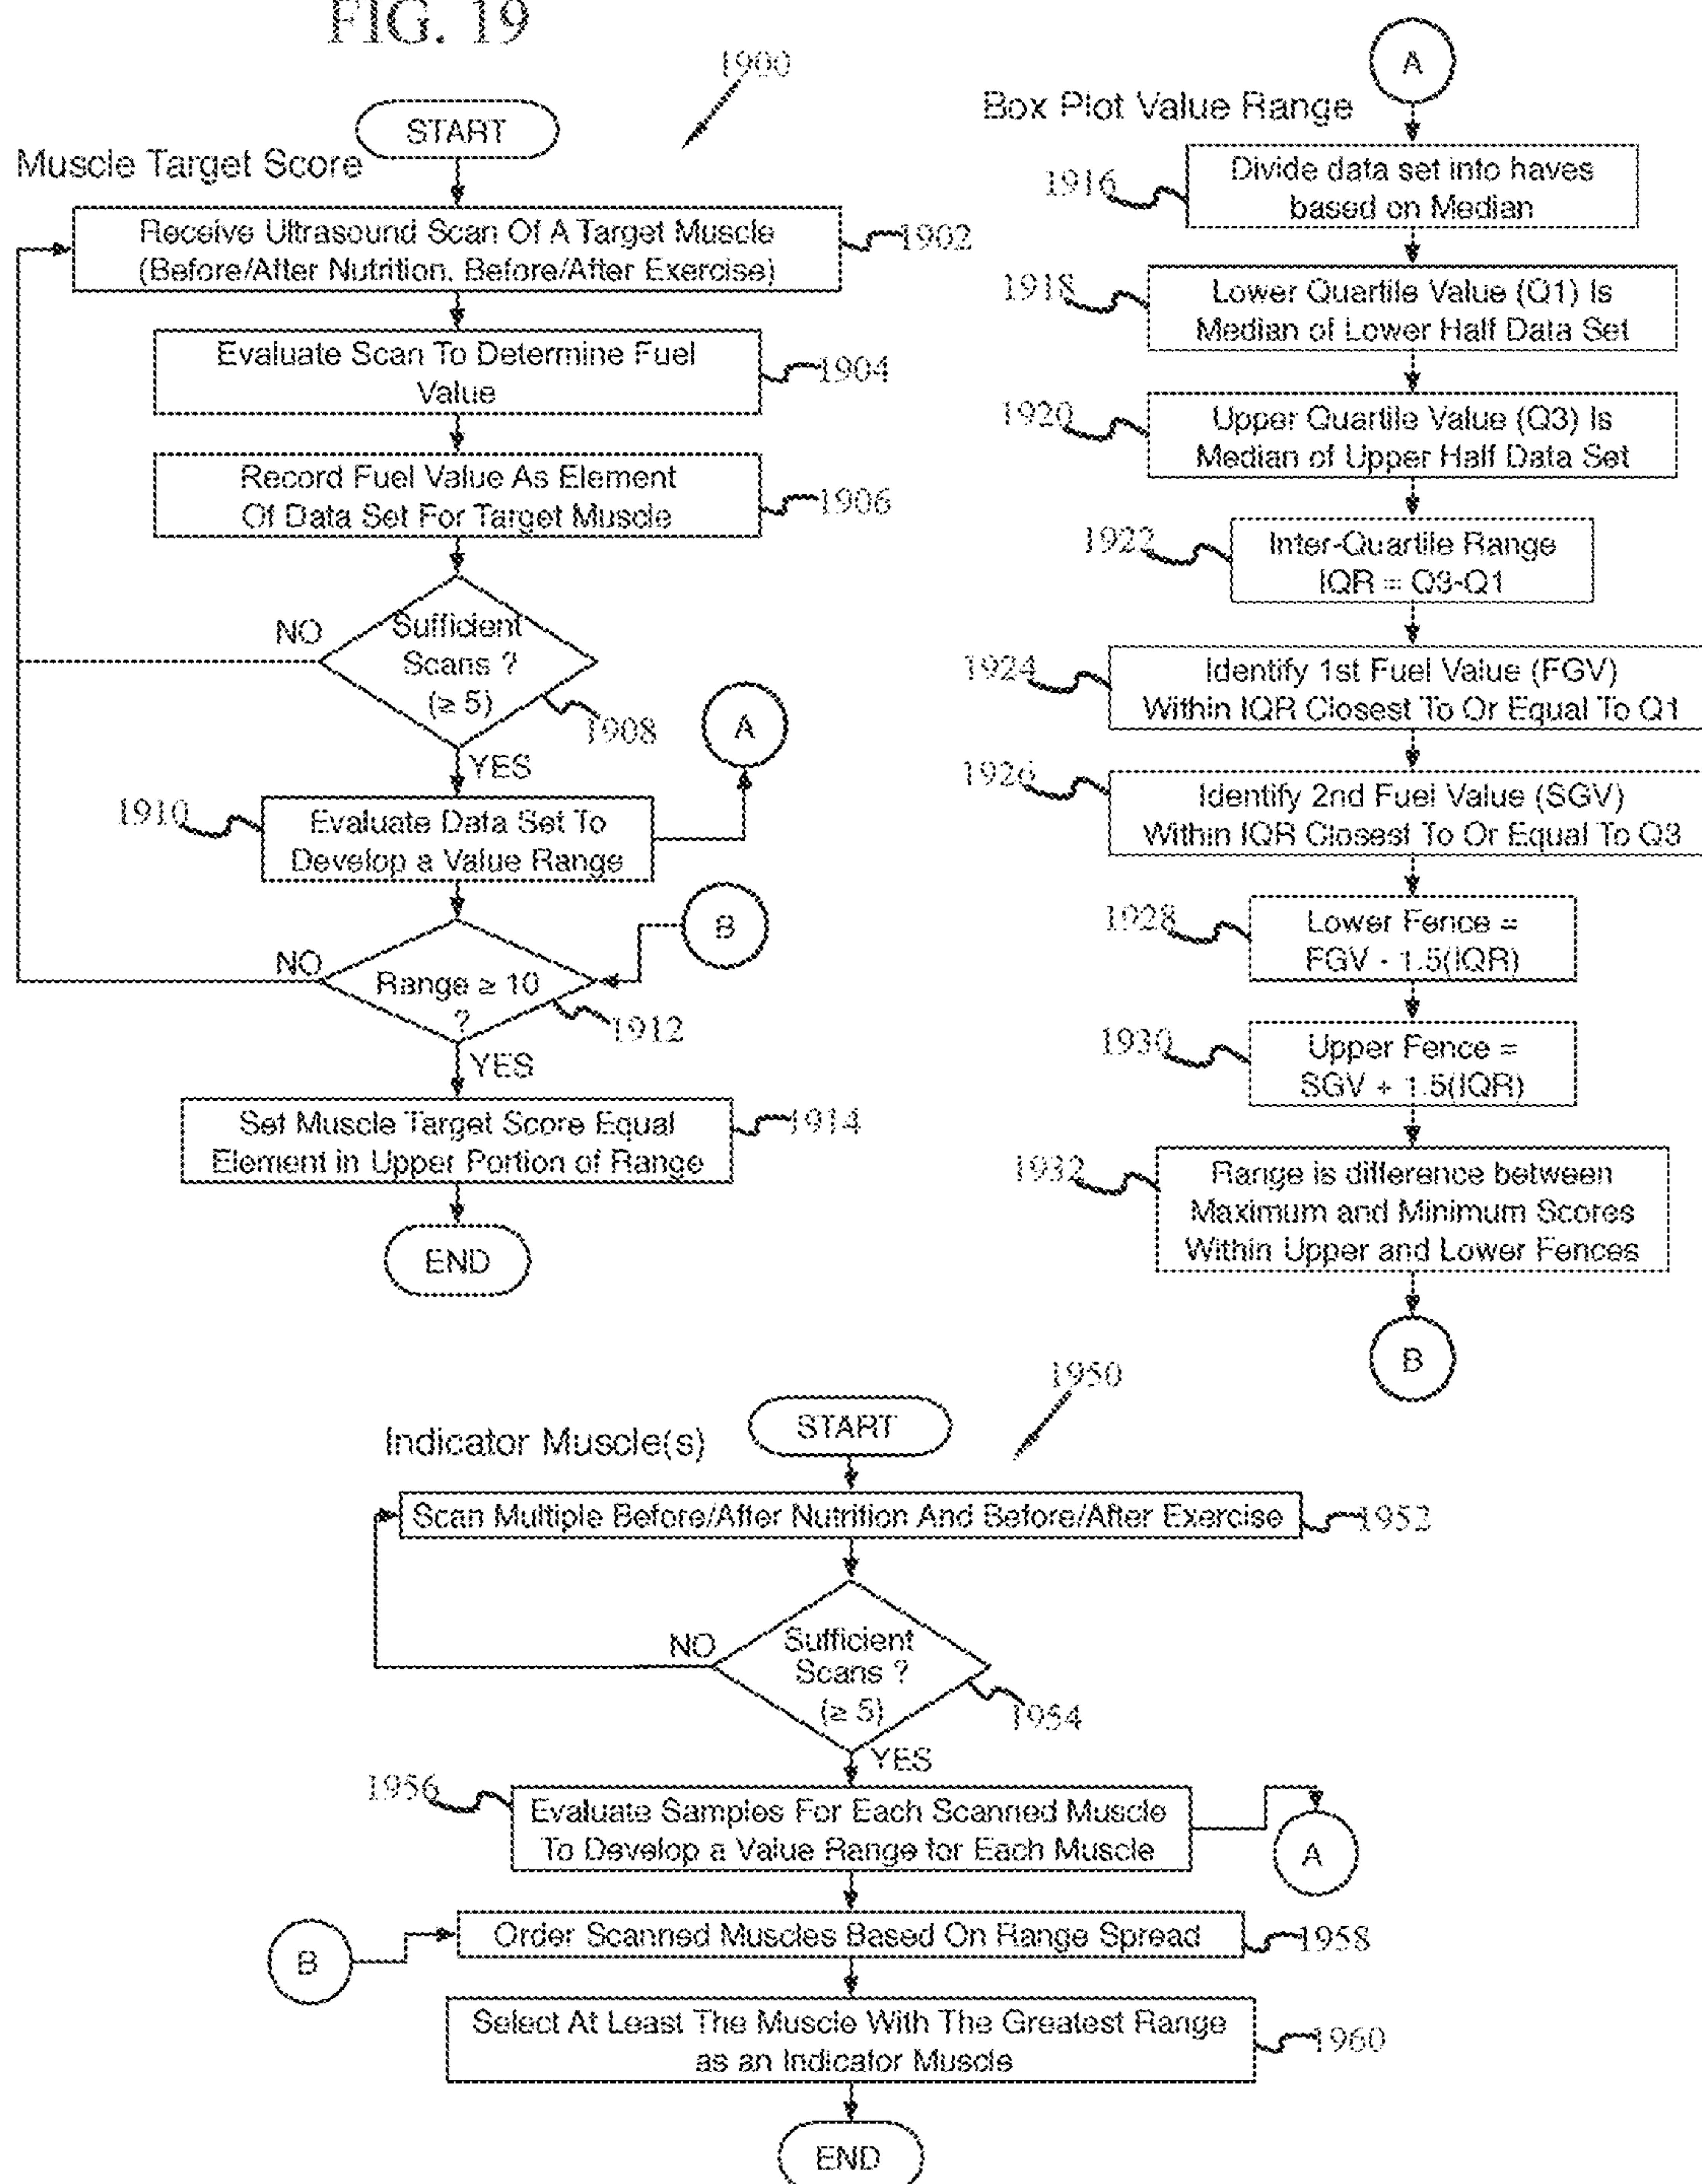 FIG. 19
1900
START
Muscle Target Score
Receive Ultrasound Scan Of A Target Muscle
(Before/After Nutrition, Before/After Exercise)
1902
Evaluate Scan To Determine Fuel
Value
1904
Record Fuel Value As Element
Of Data Set For Target Muscle
1906
NO
Sufficient
Scans ?
(≥ 5)
1908
YES
A
1910
Evaluate Data Set To
Develop a Value Range
B
NO
Range ≥ 10
?
1912
YES
Set Muscle Target Score Equal
Element in Upper Portion of Range
1914
END
A
Box Plot Value Range
1916
Divide data set into haves
based on Median
1918
Lower Quartile Value (Q1) Is
Median of Lower Half Data Set
1920
Upper Quartile Value (Q3) Is
Median of Upper Half Data Set
1922
Inter-Quartile Range
IQR = Q3-Q1
1924
Identify 1st Fuel Value (FGV)
Within IQR Closest To Or Equal To Q1
1926
Identify 2nd Fuel Value (SGV)
Within IQR Closest To Or Equal To Q3
1928
Lower Fence =
FGV - 1.5(IQR)
1930
Upper Fence =
SGV + 1.5(IQR)
1932
Range is difference between
Maximum and Minimum Scores
Within Upper and Lower Fences
B
1950
START
Indicator Muscle(s)
Scan Multiple Before/After Nutrition And Before/After Exercise
1952
NO
Sufficient
Scans ?
(≥ 5)
1954
YES
1956
Evaluate Samples For Each Scanned Muscle
To Develop a Value Range for Each Muscle
A
B
Order Scanned Muscles Based On Range Spread
1958
Select At Least The Muscle With The Greatest Range
as an Indicator Muscle
1960
END